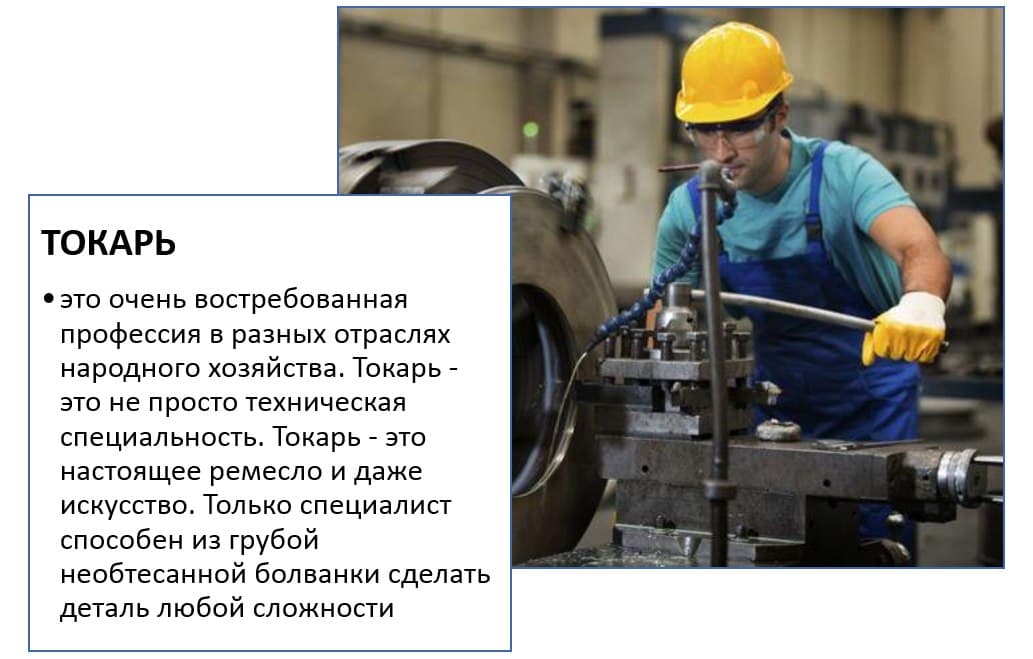 ТОКАРЬ
• это очень востребованная
профессия в разных отраслях
народного хозяйства. Токарь -
это не просто техническая
специальность. Токарь - это
настоящее ремесло и даже
искусство. Только специалист
способен из грубой
необтесанной болванки сделать
деталь любой сложности